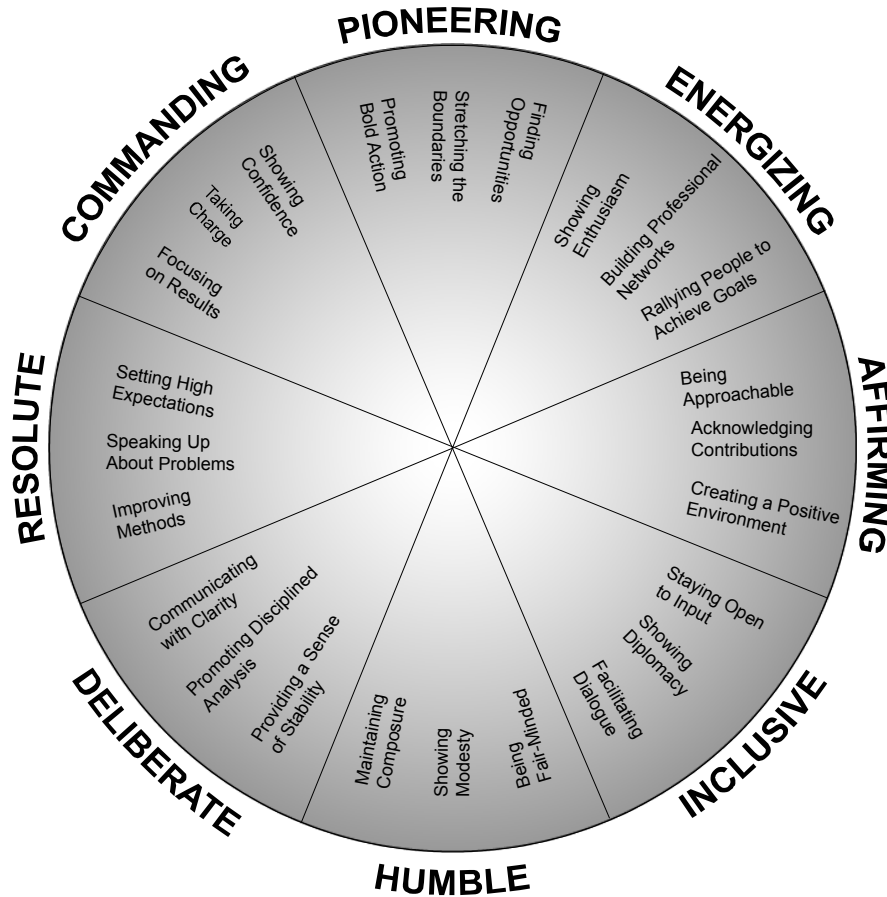 PIONEERING
Finding
Opportunities
Stretching the
Boundaries
Promoting
Bold Action
ENERGIZING
Showing
Enthusiasm
Building Professional
Networks
Rallying People to
Achieve Goals
AFFIRMING
Being
Approachable
Acknowledging
Contributions
Creating a Positive
Environment
INCLUSIVE
Staying Open
to Input
Showing
Diplomacy
Facilitating
Dialogue
HUMBLE
Being
Fair-Minded
Showing
Modesty
Maintaining
Composure
DELIBERATE
Providing a Sense
of Stability
Promoting Disciplined
Analysis
Communicating
with Clarity
RESOLUTE
Improving
Methods
Speaking Up
About Problems
Setting High
Expectations
COMMANDING
Focusing
on Results
Taking
Charge
Showing
Confidence